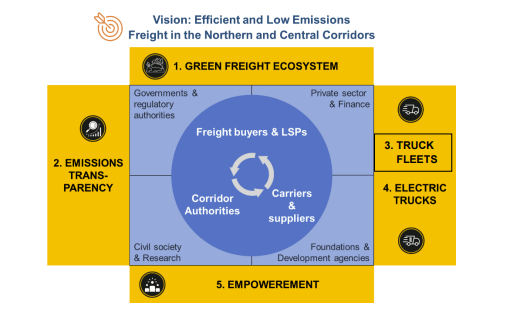 Vision: Efficient and Low Emissions
Freight in the Northern and Central Corridors
1. GREEN FREIGHT ECOSYSTEM
Governments &
regulatory
authorities
Private sector
& Finance
Freight buyers & LSPs
2. EMISSIONS
TRANS-
PARENCY
3. TRUCK
FLEETS
4. ELECTRIC
TRUCKS
Corridor
Authorities
Carriers
&
suppliers
Civil society
& Research
Foundations &
Development agencies
5. EMPOWEREMENT